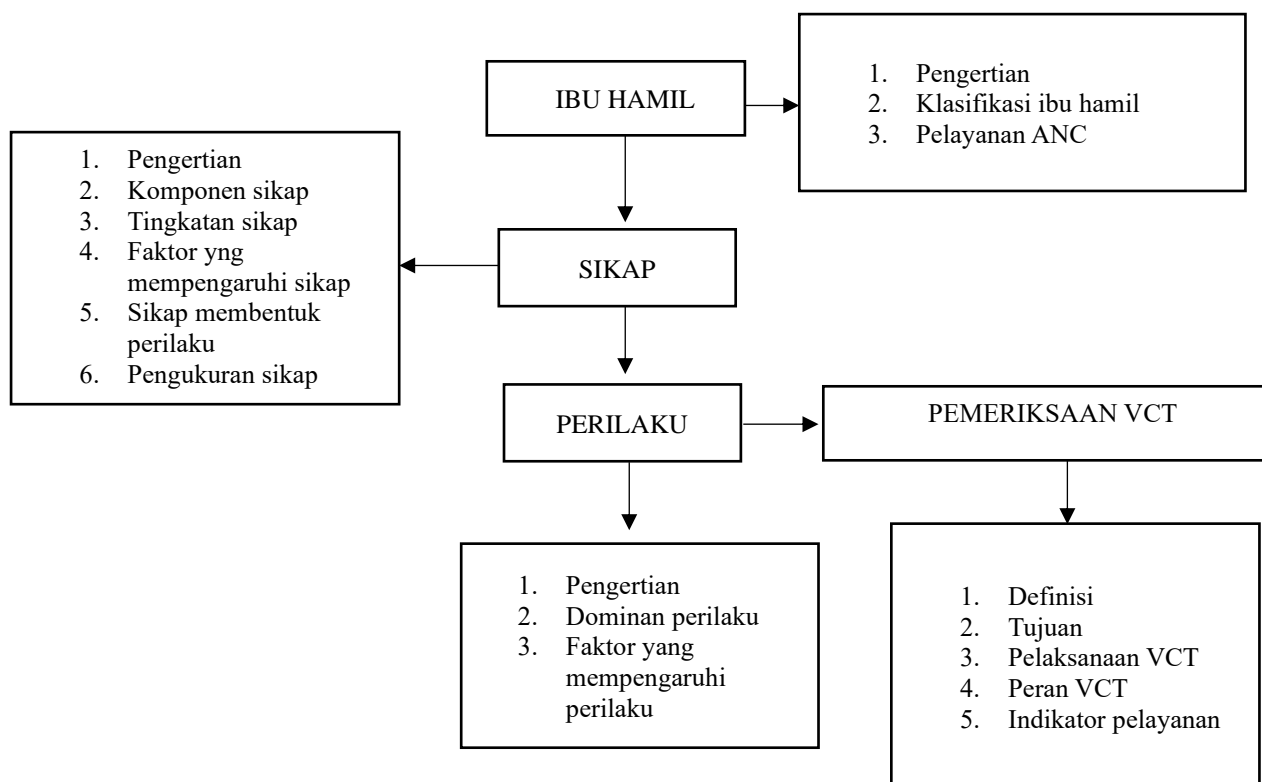 IBU HAMIL
1. Pengertian
2. Klasifikasi ibu hamil
3. Pelayanan ANC
1. Pengertian
2. Komponen sikap
3. Tingkatan sikap
4. Faktor yng
mempengaruhi sikap
5. Sikap membentuk
perilaku
6. Pengukuran sikap
SIKAP
PERILAKU
PEMERIKSAAN VCT
1. Pengertian
2. Dominan perilaku
3. Faktor yang
mempengaruhi
perilaku
1. Definisi
2. Tujuan
3. Pelaksanaan VCT
4. Peran VCT
5. Indikator pelayanan